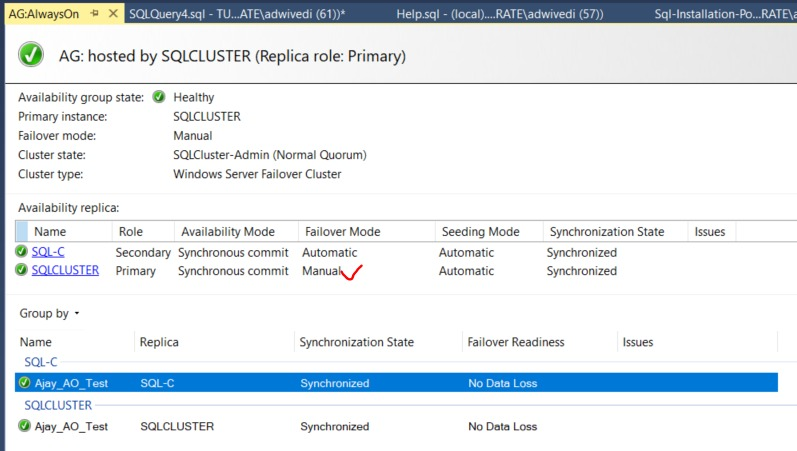 AG:AlwaysOn SQLQuery4.sql - TU...ATE\adwivedi (61))* Help.sql - (local)....RATE\adwivedi (57)) Sql-Installation-Po...RATE\a
AG: hosted by SQLCLUSTER (Replica role: Primary)
Availability group state: Healthy
Primary instance: SQLCLUSTER
Failover mode: Manual
Cluster state: SQLCluster-Admin (Normal Quorum)
Cluster type: Windows Server Failover Cluster
Availability replica:
Name Role Availability Mode Failover Mode Seeding Mode Synchronization State Issues
SQL-C Secondary Synchronous commit Automatic Automatic Synchronized
SQLCLUSTER Primary Synchronous commit Manual Automatic Synchronized
Group by
Name Replica Synchronization State Failover Readiness Issues
SQL-C
Ajay_AO_Test SQL-C Synchronized No Data Loss
SQLCLUSTER
Ajay_AO_Test SQLCLUSTER Synchronized No Data Loss